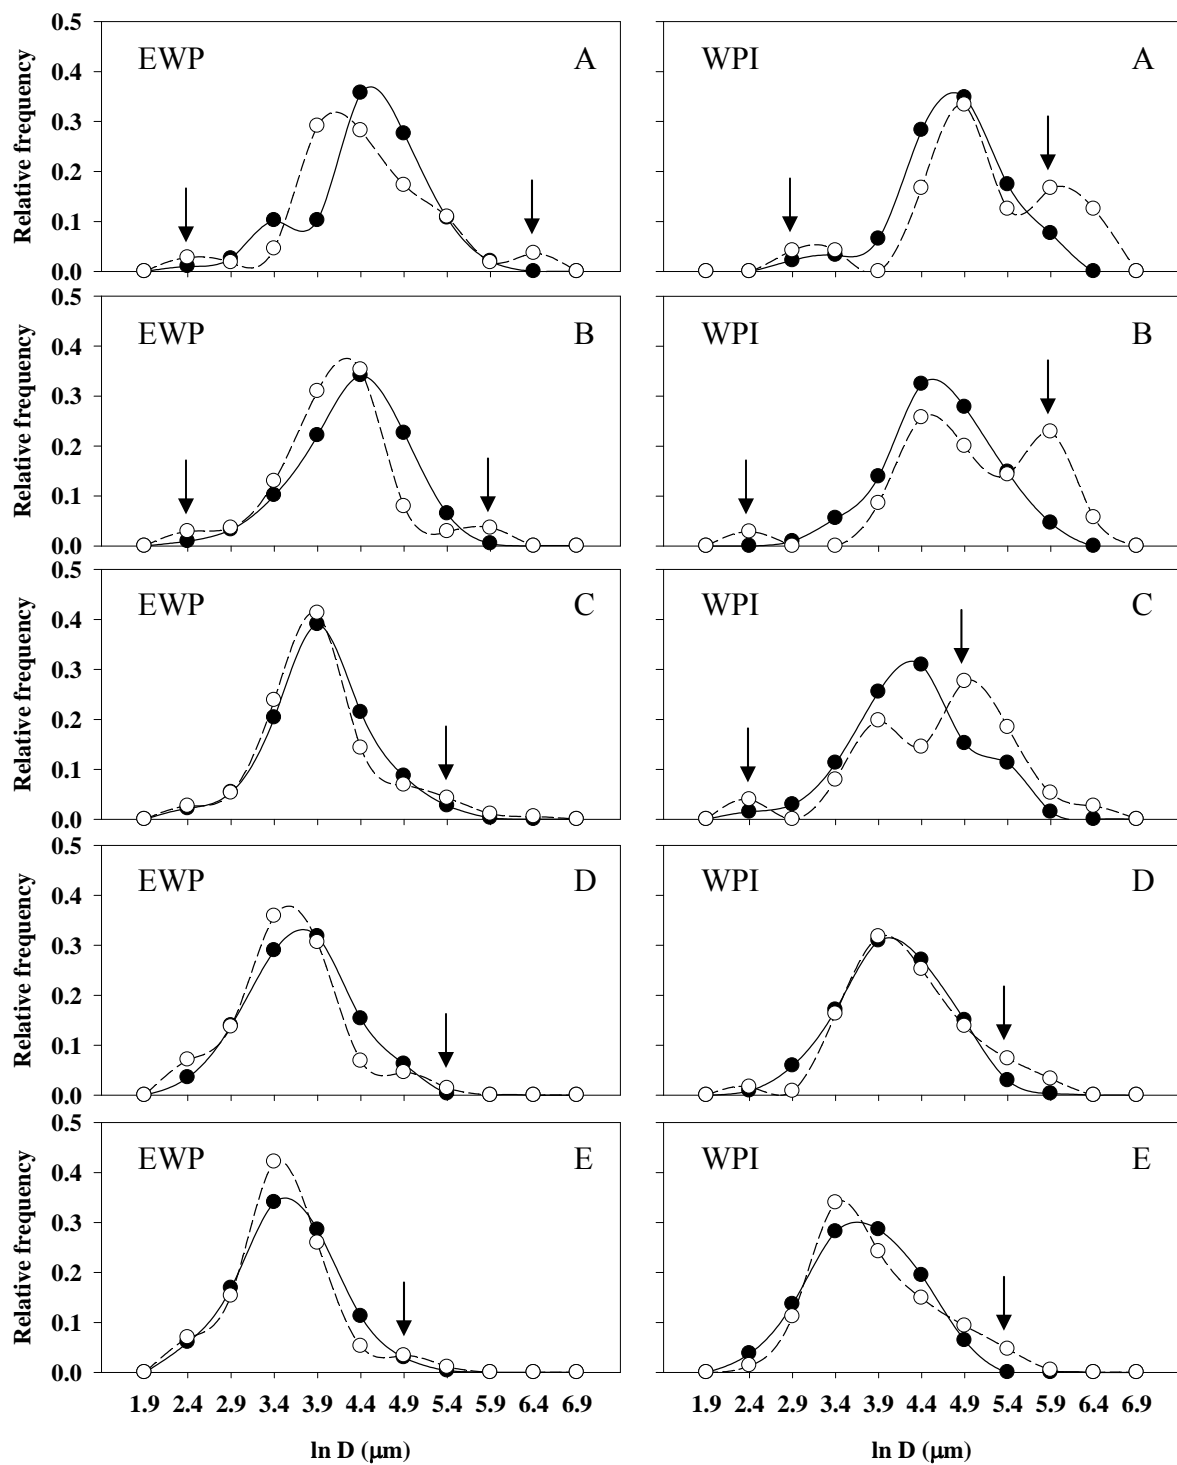 EWP A
WPI A
Relative frequency
0.5
0.4
0.3
0.2
0.1
0.0
EWP B
WPI B
Relative frequency
0.5
0.4
0.3
0.2
0.1
0.0
EWP C
WPI C
Relative frequency
0.5
0.4
0.3
0.2
0.1
0.0
EWP D
WPI D
Relative frequency
0.5
0.4
0.3
0.2
0.1
0.0
EWP E
WPI E
Relative frequency
0.5
0.4
0.3
0.2
0.1
0.0
1.9 2.4 2.9 3.4 3.9 4.4 4.9 5.4 5.9 6.4 6.9
1.9 2.4 2.9 3.4 3.9 4.4 4.9 5.4 5.9 6.4 6.9
ln D (μm)
ln D (μm)